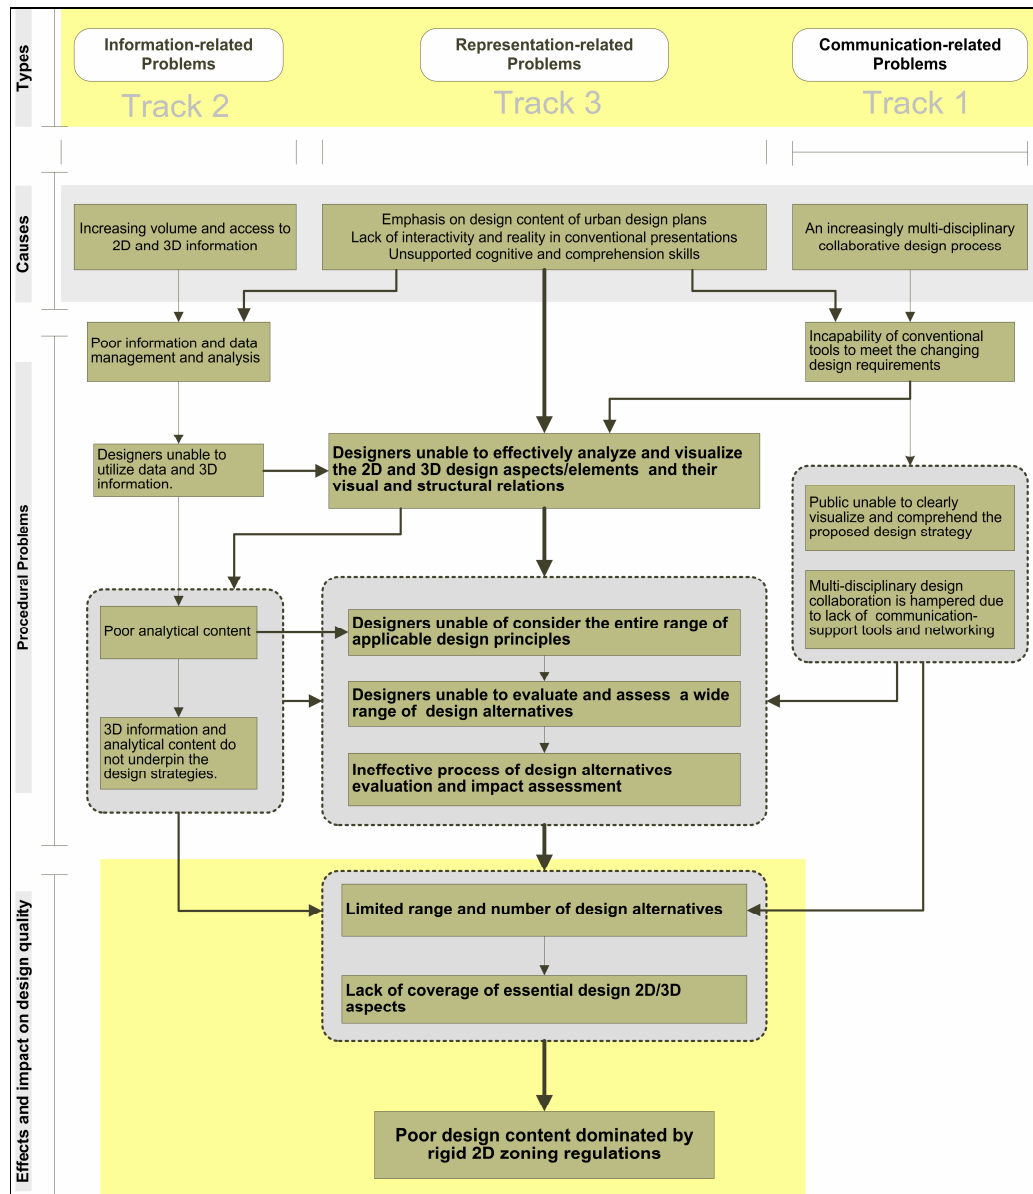 Types
Information-related
Problems
Track 2
Representation-related
Problems
Track 3
Communication-related
Problems
Track 1
Causes
Increasing volume and access to
2D and 3D information
Emphasis on design content of urban design plans
Lack of interactivity and reality in conventional presentations
Unsupported cognitive and comprehension skills
An increasingly multi-disciplinary
collaborative design process
Procedural Problems
Poor information and data
management and analysis
Incapability of conventional
tools to meet the changing
design requirements
Designers unable to
utilize data and 3D
information.
Designers unable to effectively analyze and visualize
the 2D and 3D design aspects/elements and their
visual and structural relations
Public unable to clearly
visualize and comprehend the
proposed design strategy
Multi-disciplinary design
collaboration is hampered due
to lack of communication-
support tools and networking
Poor analytical content
Designers unable of consider the entire range of
applicable design principles
Designers unable to evaluate and assess a wide
range of design alternatives
3D information and
analytical content do
not underpin the
design strategies.
Ineffective process of design alternatives
evaluation and impact assessment
Effects and impact on design quality
Limited range and number of design alternatives
Lack of coverage of essential design 2D/3D
aspects
Poor design content dominated by
rigid 2D zoning regulations